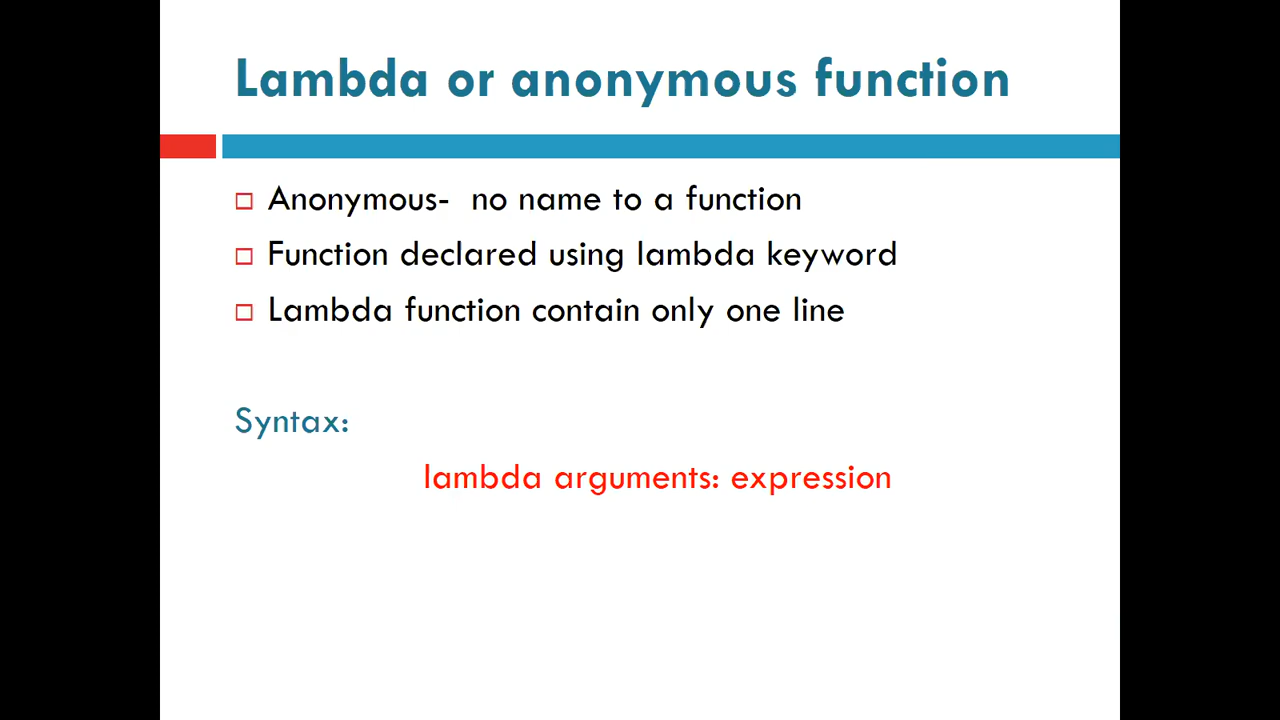 Lambda or anonymous function
Anonymous-  no name to a function
Function declared using lambda keyword
Lambda function contain only one line
Syntax:
lambda arguments: expression